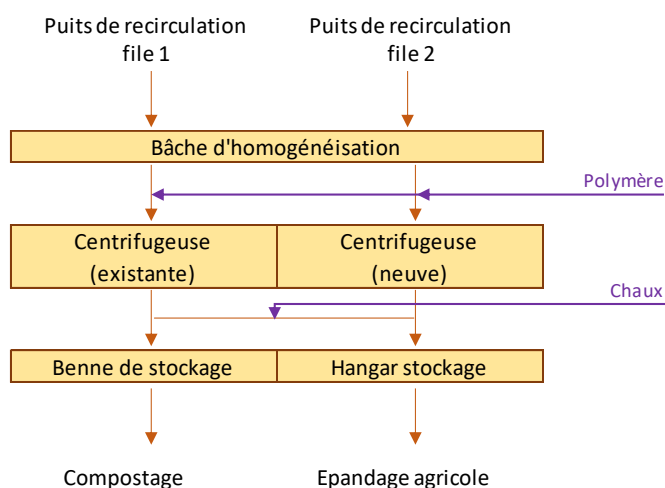 Puits de recirculation
file 1
Puits de recirculation
file 2
Bâche d'homogénéisation
Polymère
Centrifugeuse
(existante)
Centrifugeuse
(neuve)
Chaux
Benne de stockage
Hangar stockage
Compostage
Epandage agricole